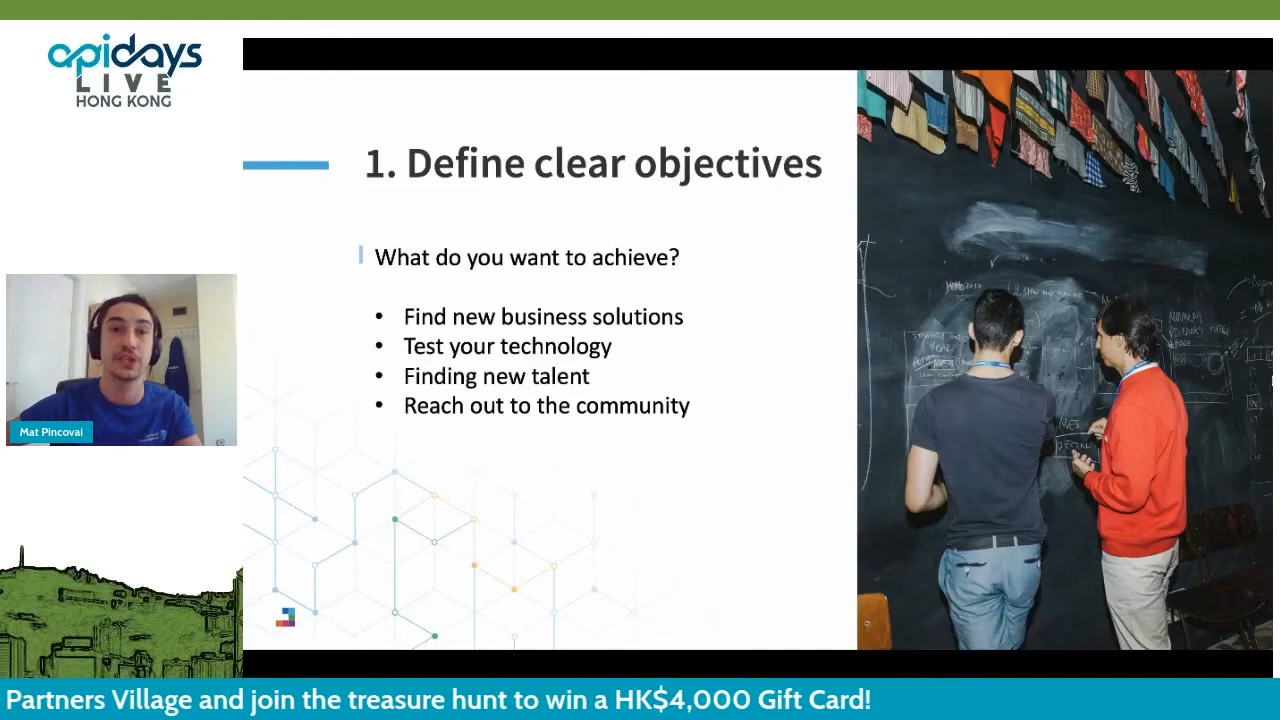 apidays
LIVE
HONG KONG
1. Define clear objectives
What do you want to achieve?
• Find new business solutions
• Test your technology
• Finding new talent
• Reach out to the community
Mat Pincovai
Partners Village and join the treasure hunt to win a HK$4,000 Gift Card!